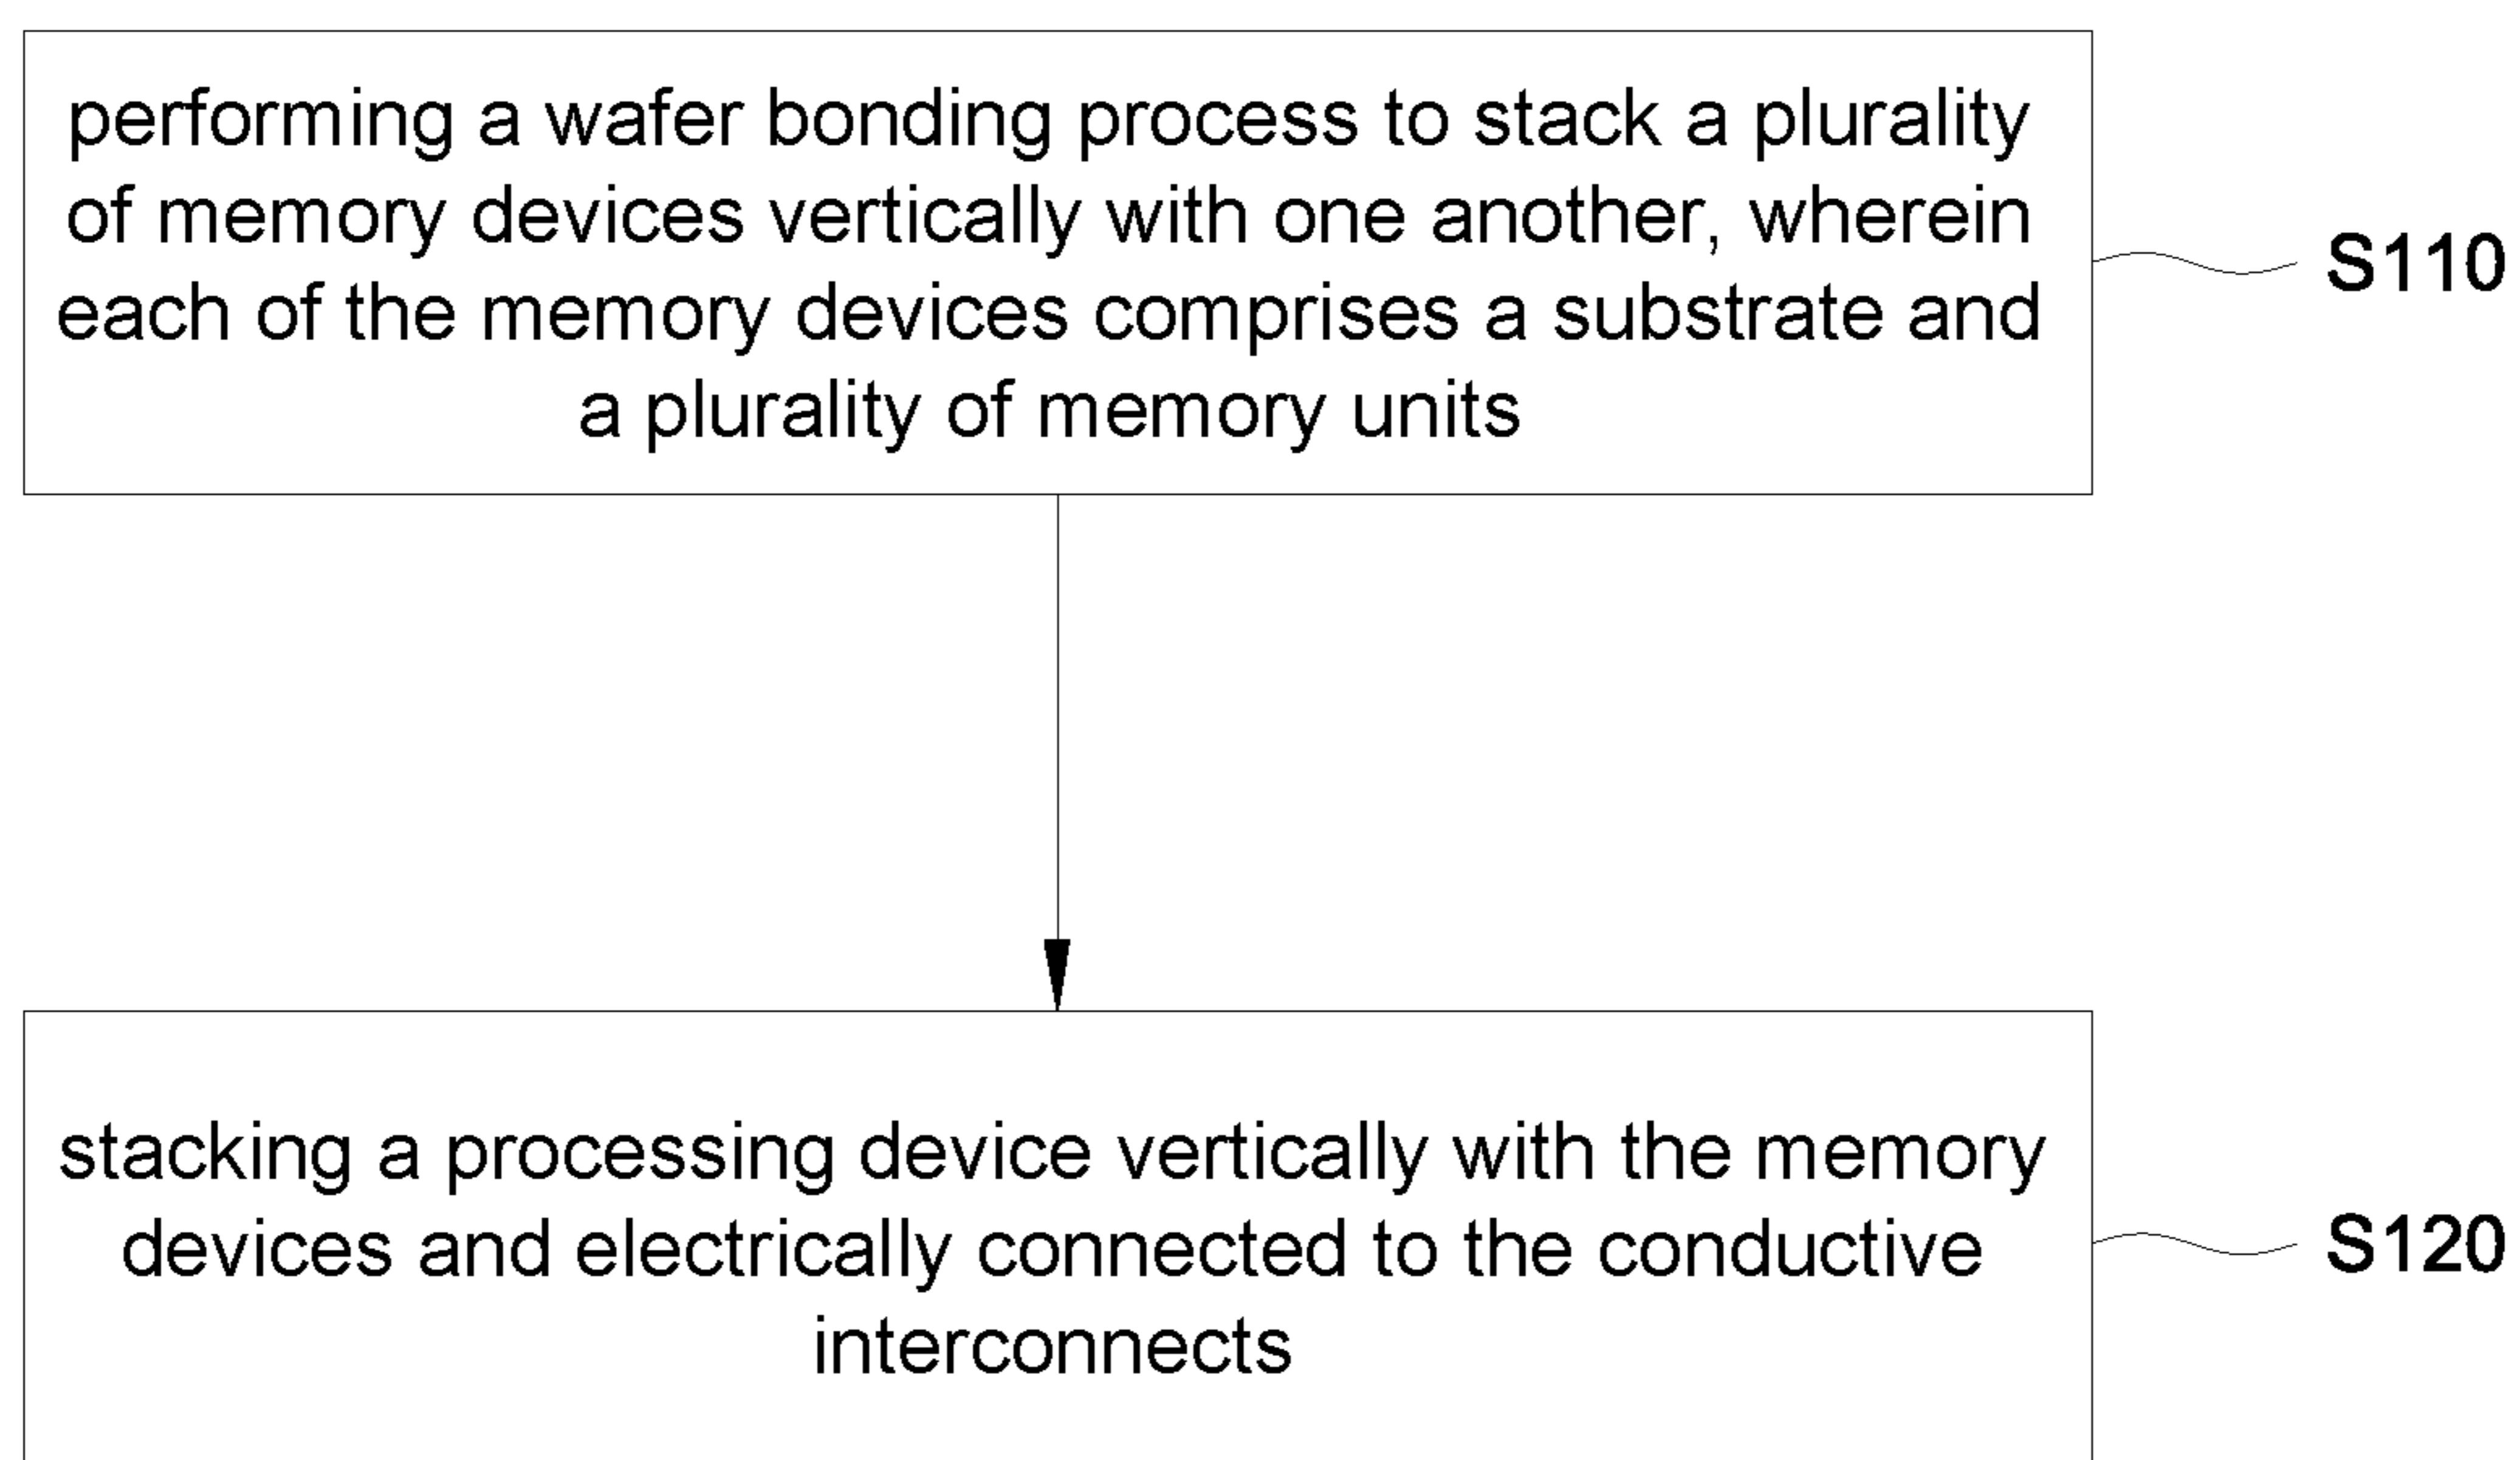 performing a wafer bonding process to stack a plurality
of memory devices vertically with one another, wherein
each of the memory devices comprises a substrate and
a plurality of memory units
S110
stacking a processing device vertically with the memory
devices and electrically connected to the conductive
interconnects
S120